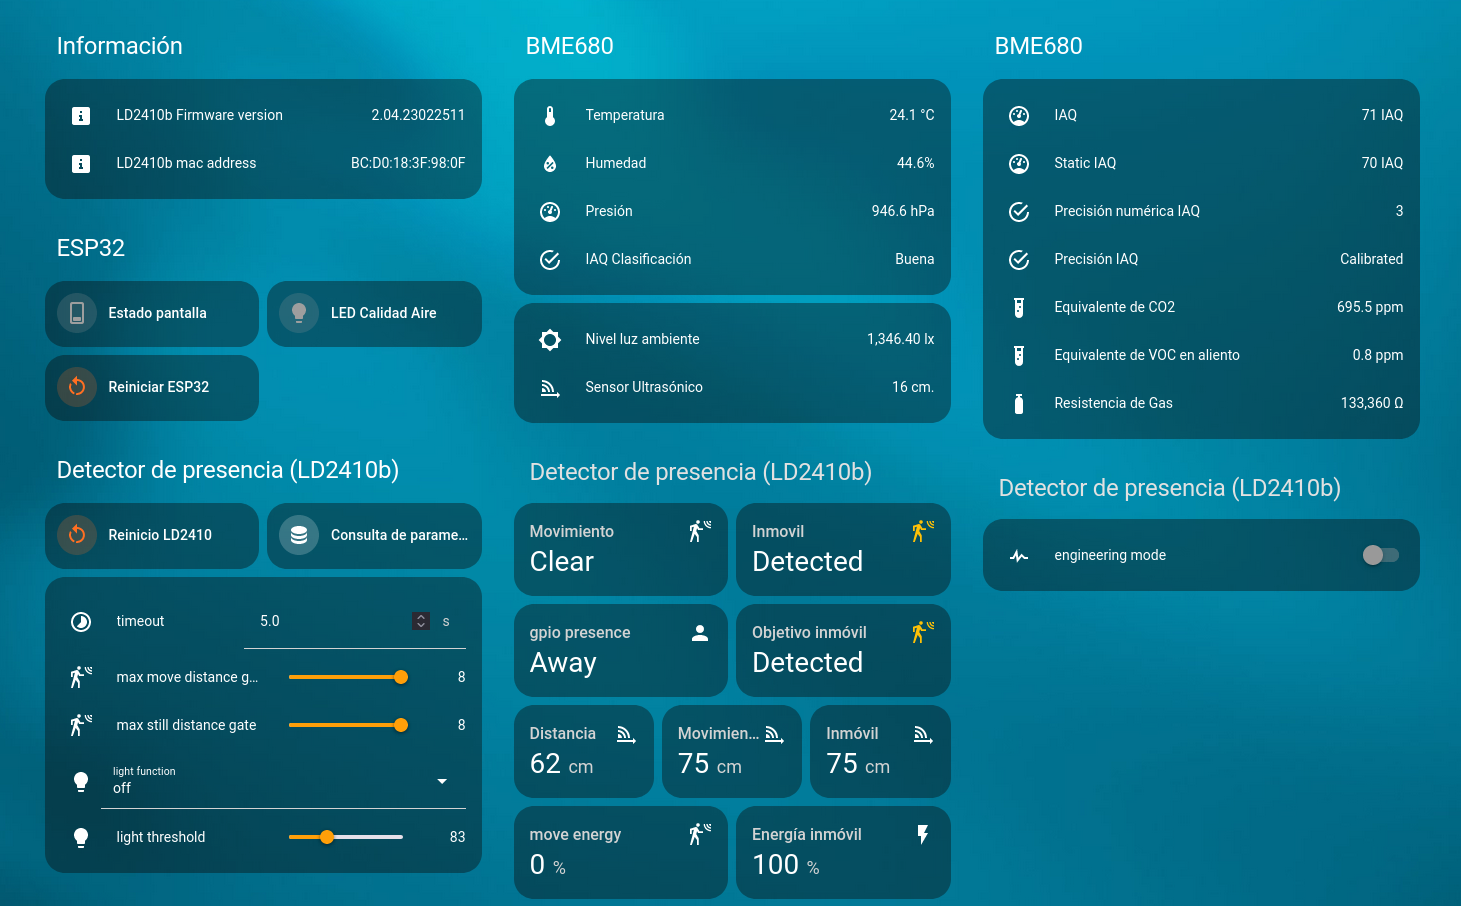 Información
LD2410b Firmware version 2.04.23022511
LD2410b mac address BC:D0:18:3F:98:0F
ESP32
Estado pantalla
LED Calidad Aire
Reiniciar ESP32
Detector de presencia (LD2410b)
Reinicio LD2410
Consulta de parame...
timeout 5.0 s
max move distance g... 8
max still distance gate 8
light function
off
light threshold 83
BME680
Temperatura 24.1 °C
Humedad 44.6%
Presión 946.6 hPa
IAQ Clasificación Buena
Nivel luz ambiente 1,346.40 lx
Sensor Ultrasónico 16 cm.
Detector de presencia (LD2410b)
Movimiento
Clear
Inmovil
Detected
gpio presence
Away
Objetivo inmóvil
Detected
Distancia
62 cm
Movimien...
75 cm
Inmóvil
75 cm
move energy
0 %
Energía inmóvil
100 %
BME680
IAQ 71 IAQ
Static IAQ 70 IAQ
Precisión numérica IAQ 3
Precisión IAQ Calibrated
Equivalente de CO2 695.5 ppm
Equivalente de VOC en aliento 0.8 ppm
Resistencia de Gas 133,360 Ω
Detector de presencia (LD2410b)
engineering mode